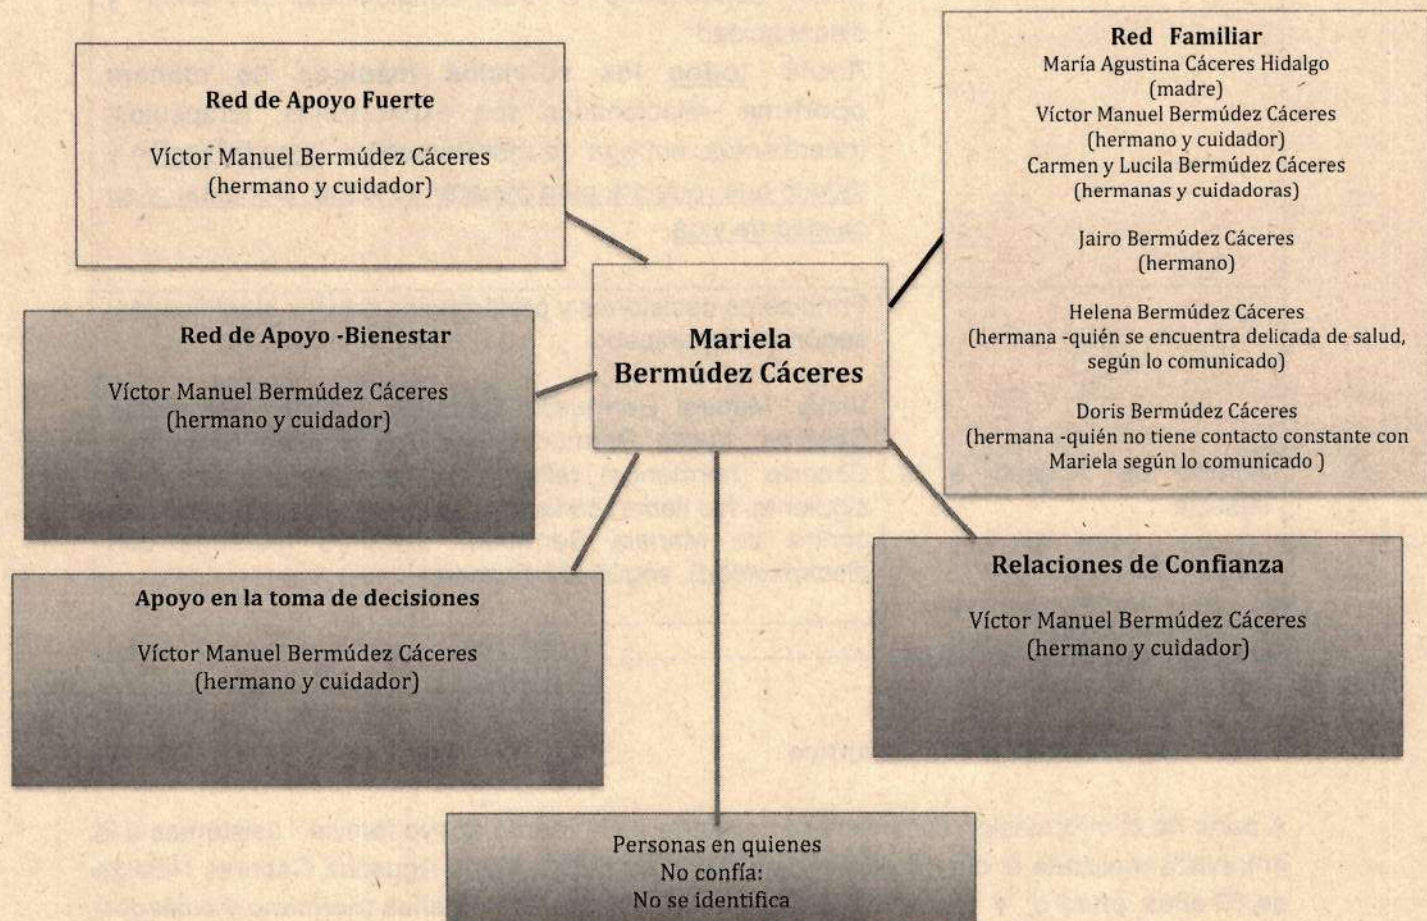 Red de Apoyo Fuerte
Víctor Manuel Bermúdez Cáceres
(hermano y cuidador)
Red Familiar
María Agustina Cáceres Hidalgo
(madre)
Víctor Manuel Bermúdez Cáceres
(hermano y cuidador)
Carmen y Lucila Bermúdez Cáceres
(hermanas y cuidadoras)
Jairo Bermúdez Cáceres
(hermano)
Helena Bermúdez Cáceres
(hermana -quién se encuentra delicada de salud,
según lo comunicado)
Doris Bermúdez Cáceres
(hermana -quién no tiene contacto constante con
Mariela según lo comunicado )
Mariela
Bermúdez Cáceres
Red de Apoyo -Bienestar
Víctor Manuel Bermúdez Cáceres
(hermano y cuidador)
Apoyo en la toma de decisiones
Víctor Manuel Bermúdez Cáceres
(hermano y cuidador)
Relaciones de Confianza
Víctor Manuel Bermúdez Cáceres
(hermano y cuidador)
Personas en quienes
No confía:
No se identifica